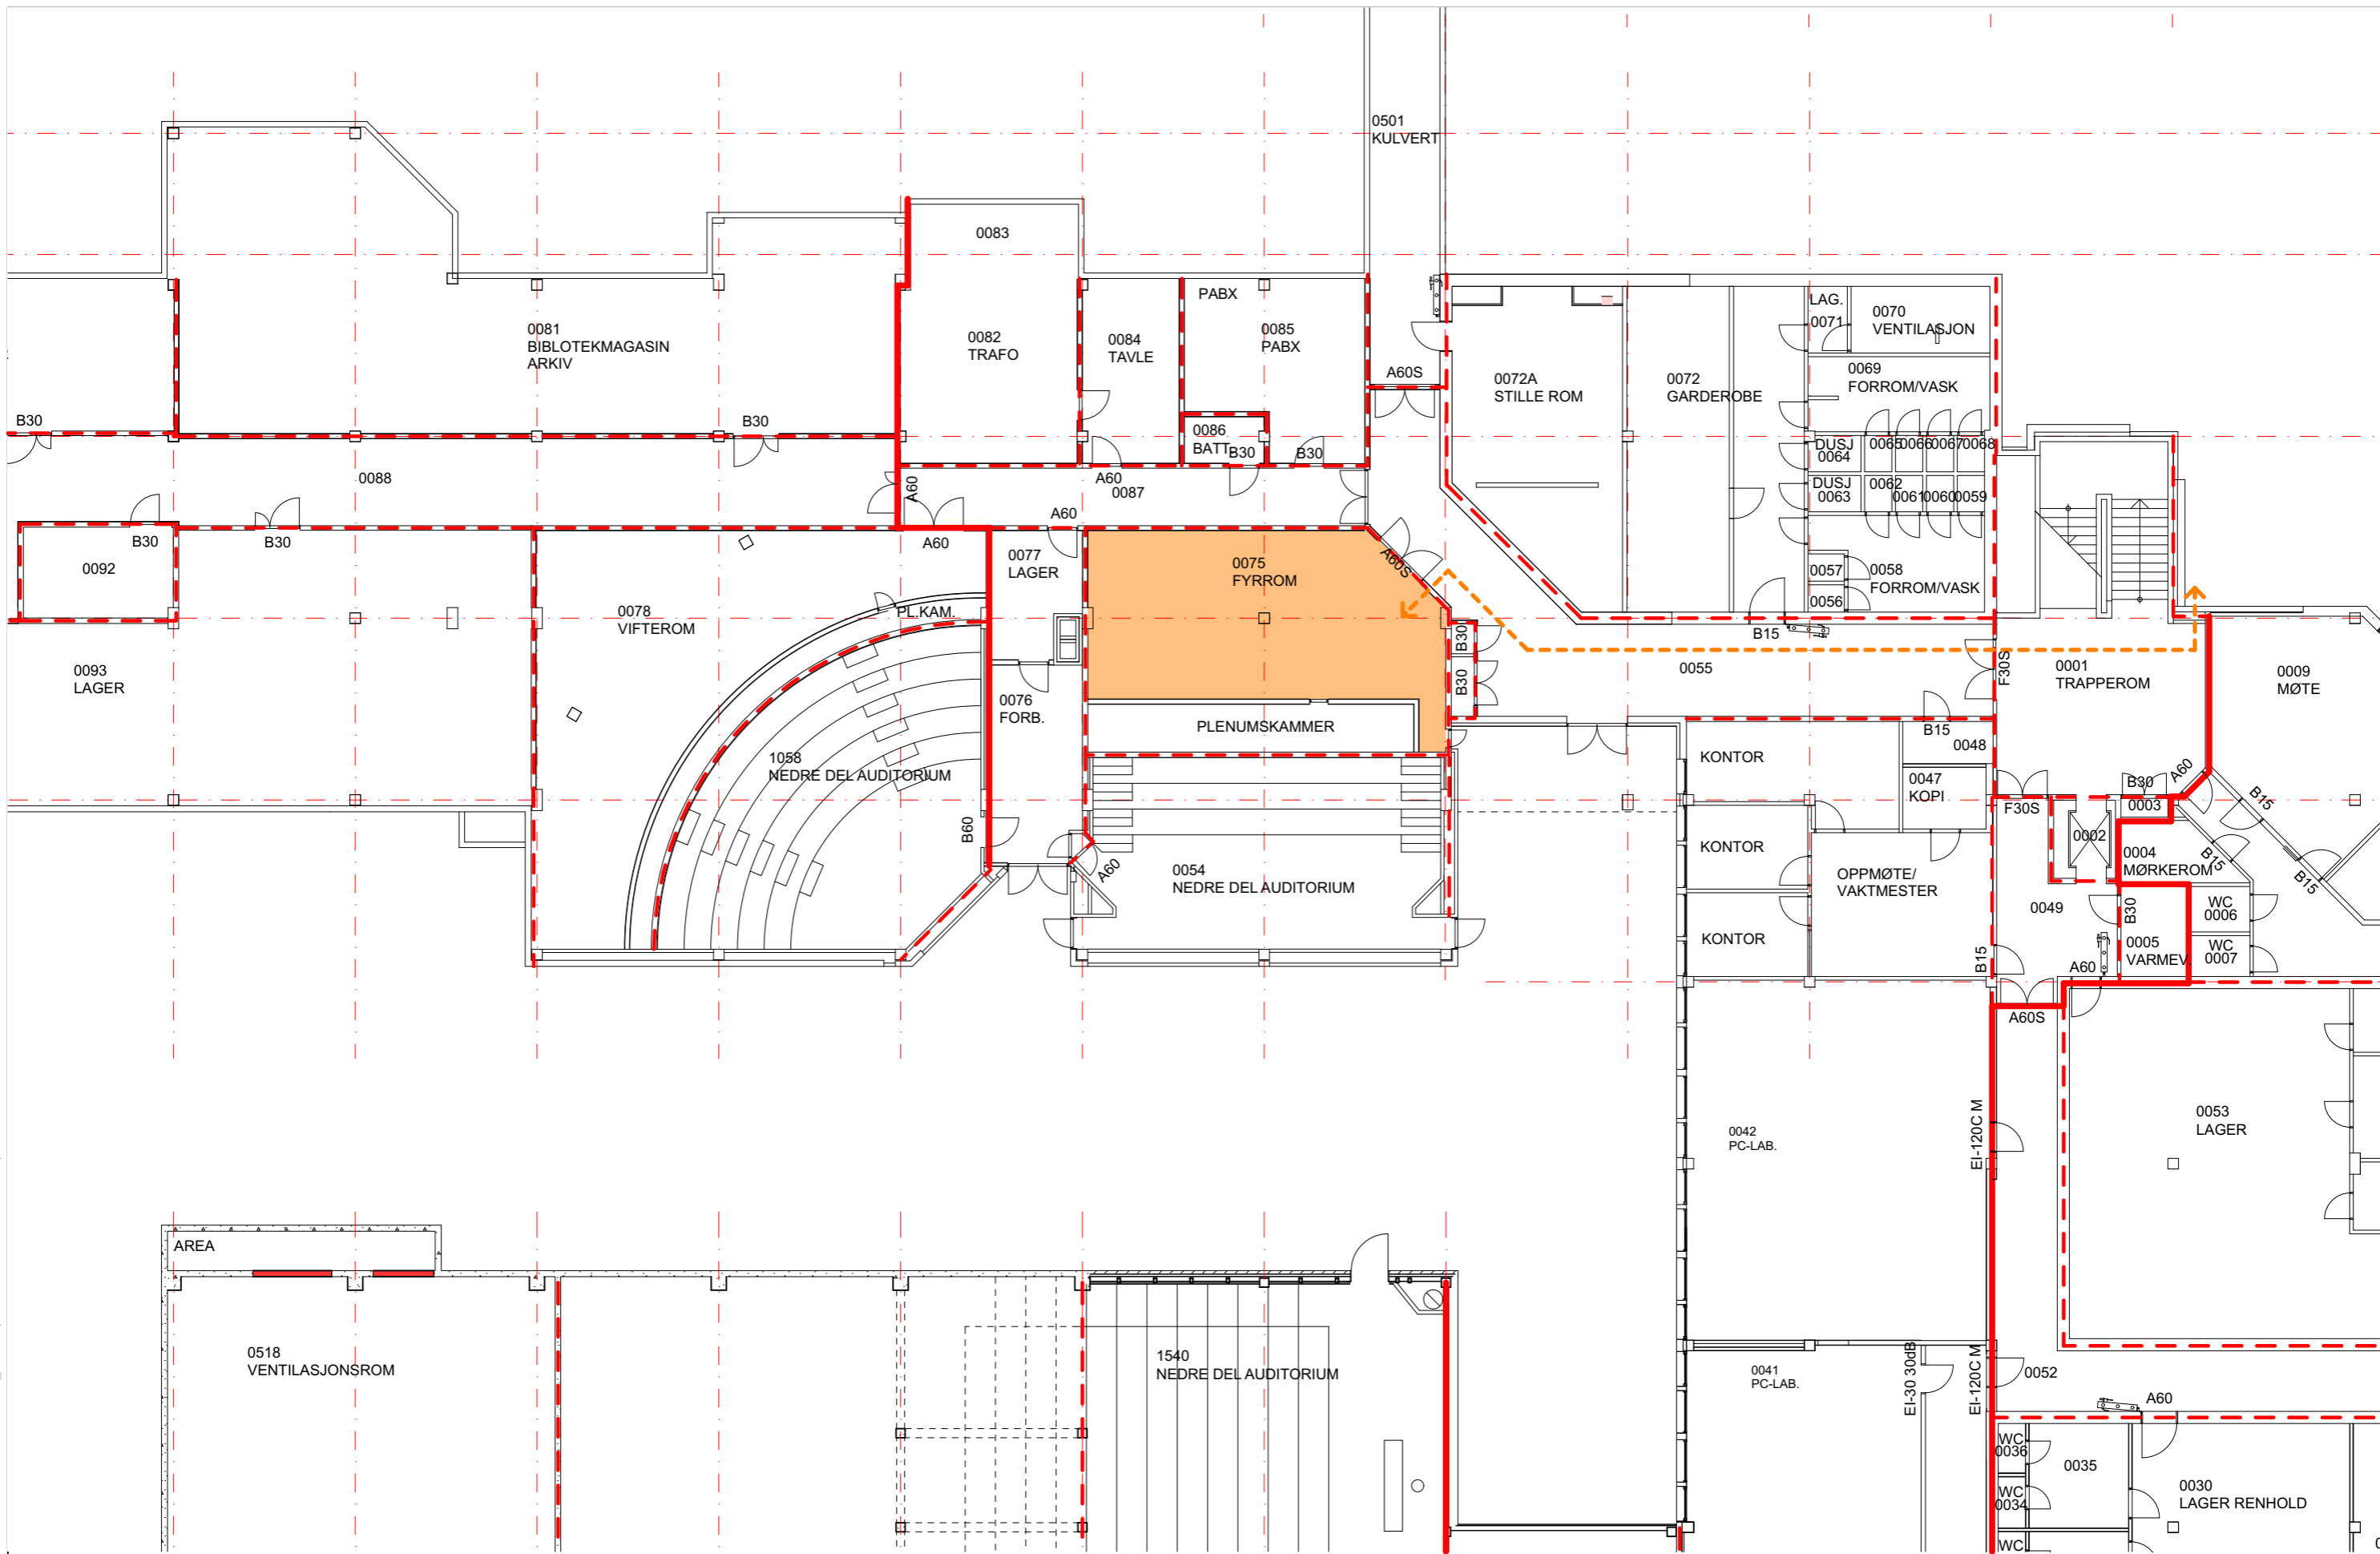 0501
KULVERT
0083
PABX
LAG.
0071
0070
VENTILASJON
0081
BIBLOTEKMAGASIN
ARKIV
0082
TRAFO
0084
TAVLE
0085
PABX
A60S
0072A
STILLE ROM
0072
GARDEROBE
0069
FORROM/VASK
B30
B30
0086
BATT.
B30
B30
DUSJ
0064
0065
0066
0067
0068
0088
A60
A60
0087
DUSJ
0063
0062
0061
0060
0059
B30
B30
A60
A60
0092
0077
LAGER
0075
FYRROM
A60S
0057
0058
FORROM/VASK
0056
0078
VIFTEROM
PL.KAM.
B30
B15
0093
LAGER
B30
0055
F30S
0001
TRAPPEROM
0009
MØTE
0076
FORB.
PLENUMSKAMMER
B15
0048
1058
NEDRE DEL AUDITORIUM
KONTOR
0047
KOPI
A60
B30
0003
B15
F30S
B60
0002
KONTOR
0004
MØRKEROM
B15
B15
A60
0054
NEDRE DEL AUDITORIUM
OPPMØTE/
VAKTMESTER
0049
B30
WC
0006
KONTOR
B15
0005
VARMEV.
WC
0007
A60
A60S
EI-120C M
0053
LAGER
0042
PC-LAB.
AREA
0518
VENTILASJONSROM
1540
NEDRE DEL AUDITORIUM
0041
PC-LAB.
EI-30 30dB
EI-120C M
0052
A60
WC
0036
0035
WC
0034
0030
LAGER RENHOLD
WC